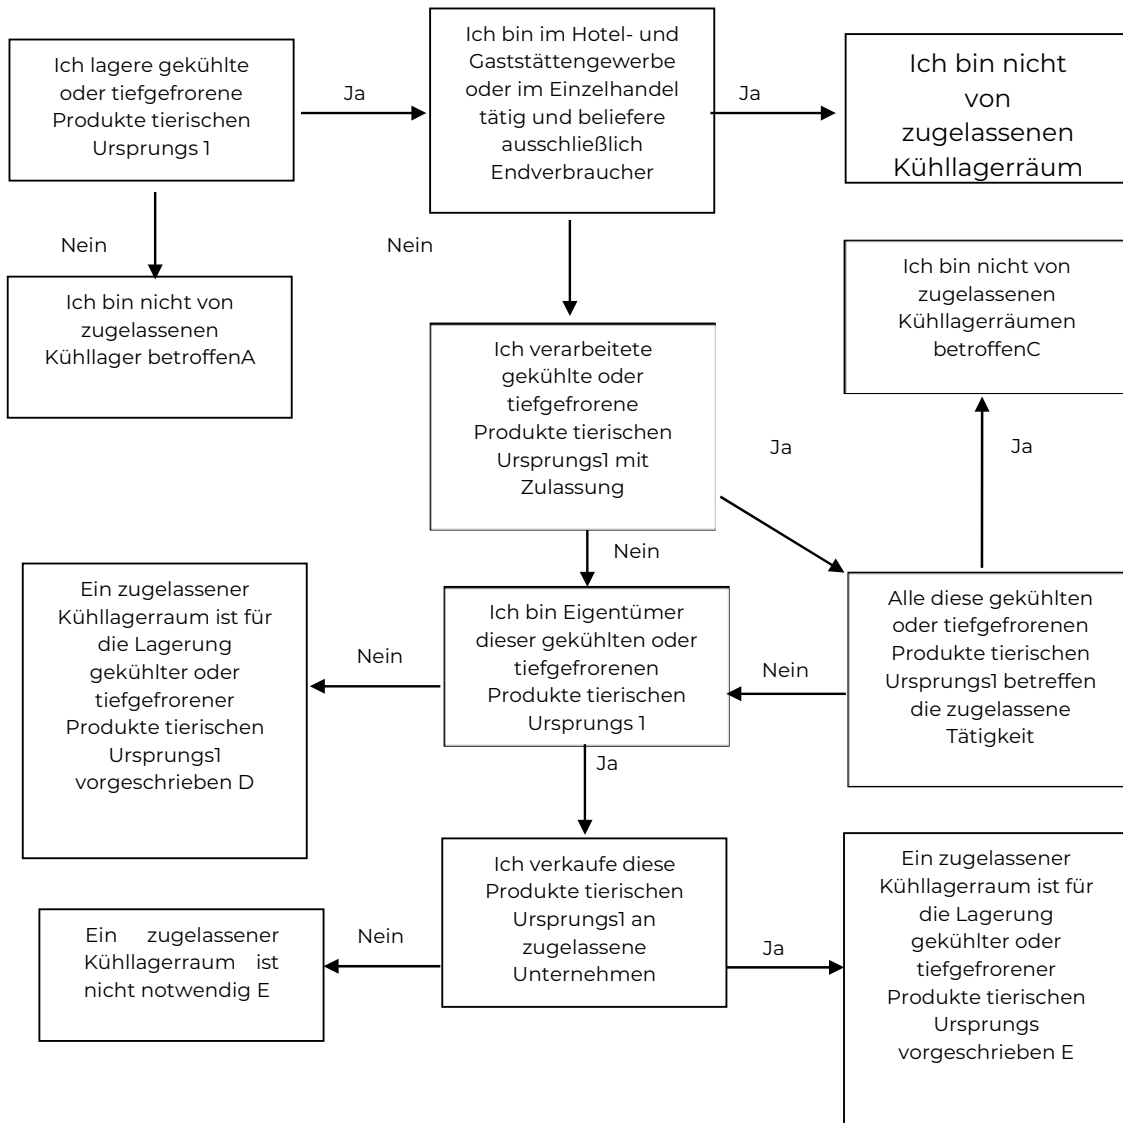 Ich lagere gekühlte
oder tiefgefrorene
Produkte tierischen
Ursprungs 1
Ja
Ich bin im Hotel- und
Gaststättengewerbe
oder im Einzelhandel
tätig und beliefere
ausschließlich
Endverbraucher
Ja
Ich bin nicht
von
zugelassenen
Kühllagerräum
Nein
Nein
Ich bin nicht von
zugelassenen
Kühllager betroffenA
Ich bin nicht von
zugelassenen
Kühllagerräumen
betroffenC
Ich verarbeitete
gekühlte oder
tiefgefrorene
Produkte tierischen
Ursprungs1 mit
Zulassung
Ja
Ja
Nein
Ein zugelassener
Kühllagerraum ist für
die Lagerung
gekühlter oder
tiefgefrorener
Produkte tierischen
Ursprungs1
vorgeschrieben D
Nein
Ich bin Eigentümer
dieser gekühlten oder
tiefgefrorenen
Produkte tierischen
Ursprungs 1
Nein
Alle diese gekühlten
oder tiefgefrorenen
Produkte tierischen
Ursprungs1 betreffen
die zugelassene
Tätigkeit
Ja
Ein zugelassener
Kühllagerraum ist
nicht notwendig E
Nein
Ich verkaufe diese
Produkte tierischen
Ursprungs1 an
zugelassene
Unternehmen
Ja
Ein zugelassener
Kühllagerraum ist für
die Lagerung
gekühlter oder
tiefgefrorener
Produkte tierischen
Ursprungs
vorgeschrieben E